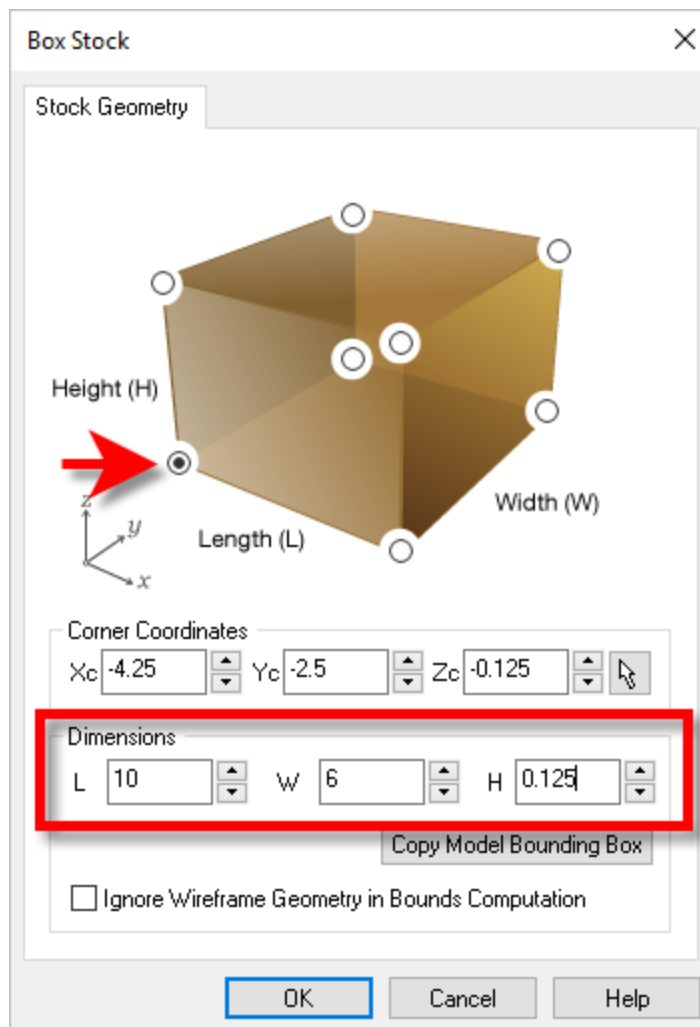 Box Stock
Stock Geometry
Height (H)
z
y
x
Length (L)
Width (W)
Corner Coordinates
Xc -4.25 Yc -2.5 Zc -0.125
Dimensions
L 10 W 6 H 0.125
Copy Model Bounding Box
Ignore Wireframe Geometry in Bounds Computation
OK Cancel Help